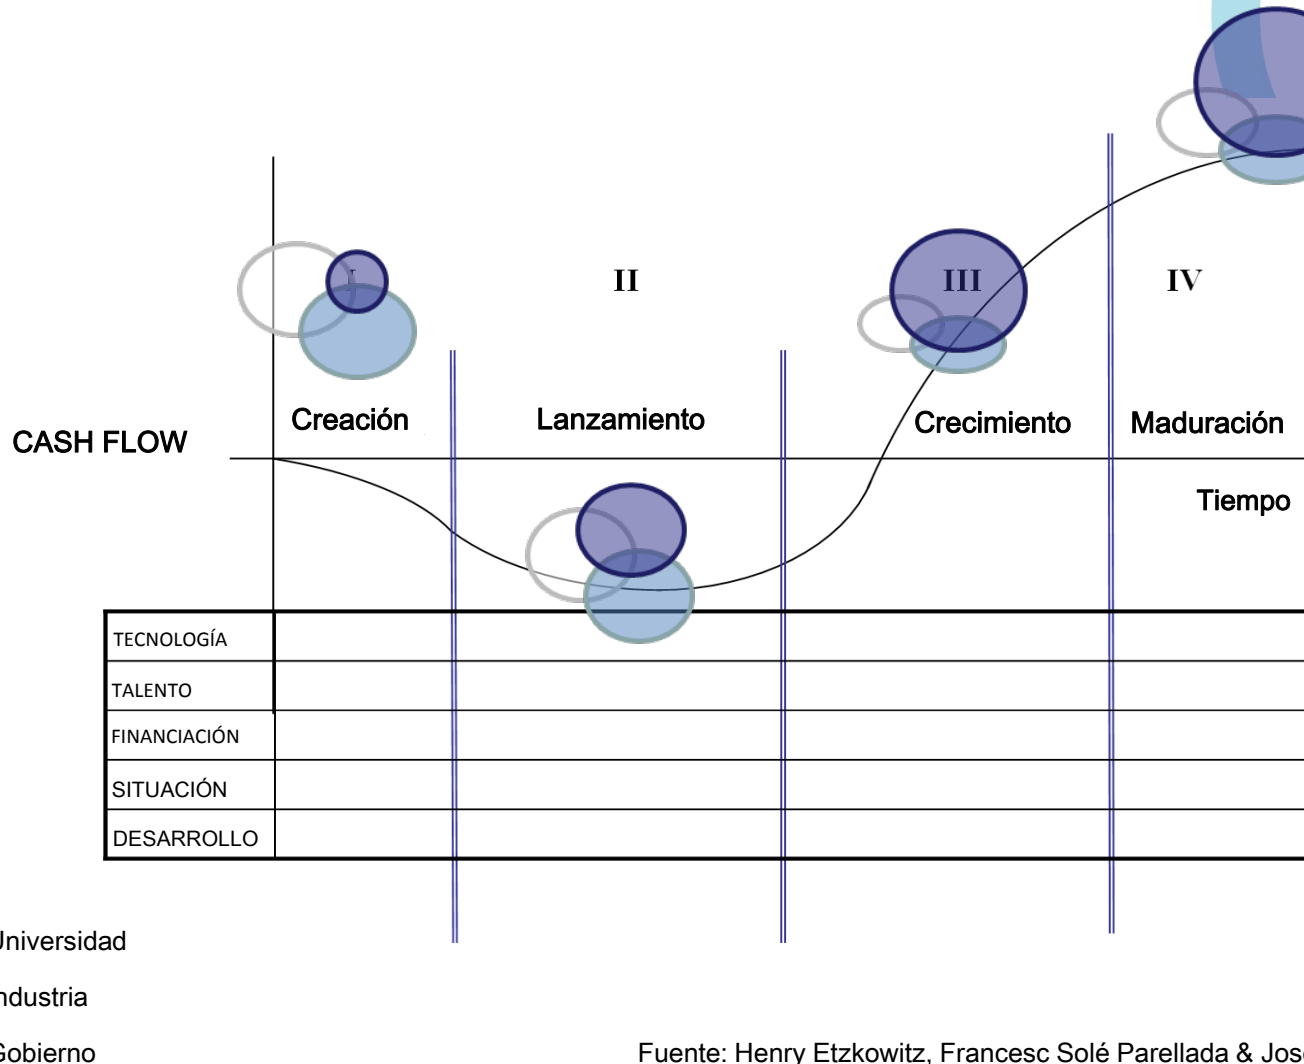 I II III IV
Creación Lanzamiento Crecimiento Maduración
CASH FLOW
Tiempo
TECNOLOGÍA
TALENTO
FINANCIACIÓN
SITUACIÓN
DESARROLLO
Universidad
ndustria
Gobierno
Fuente: Henry Etzkowitz, Francesc Solé Parellada & Jos